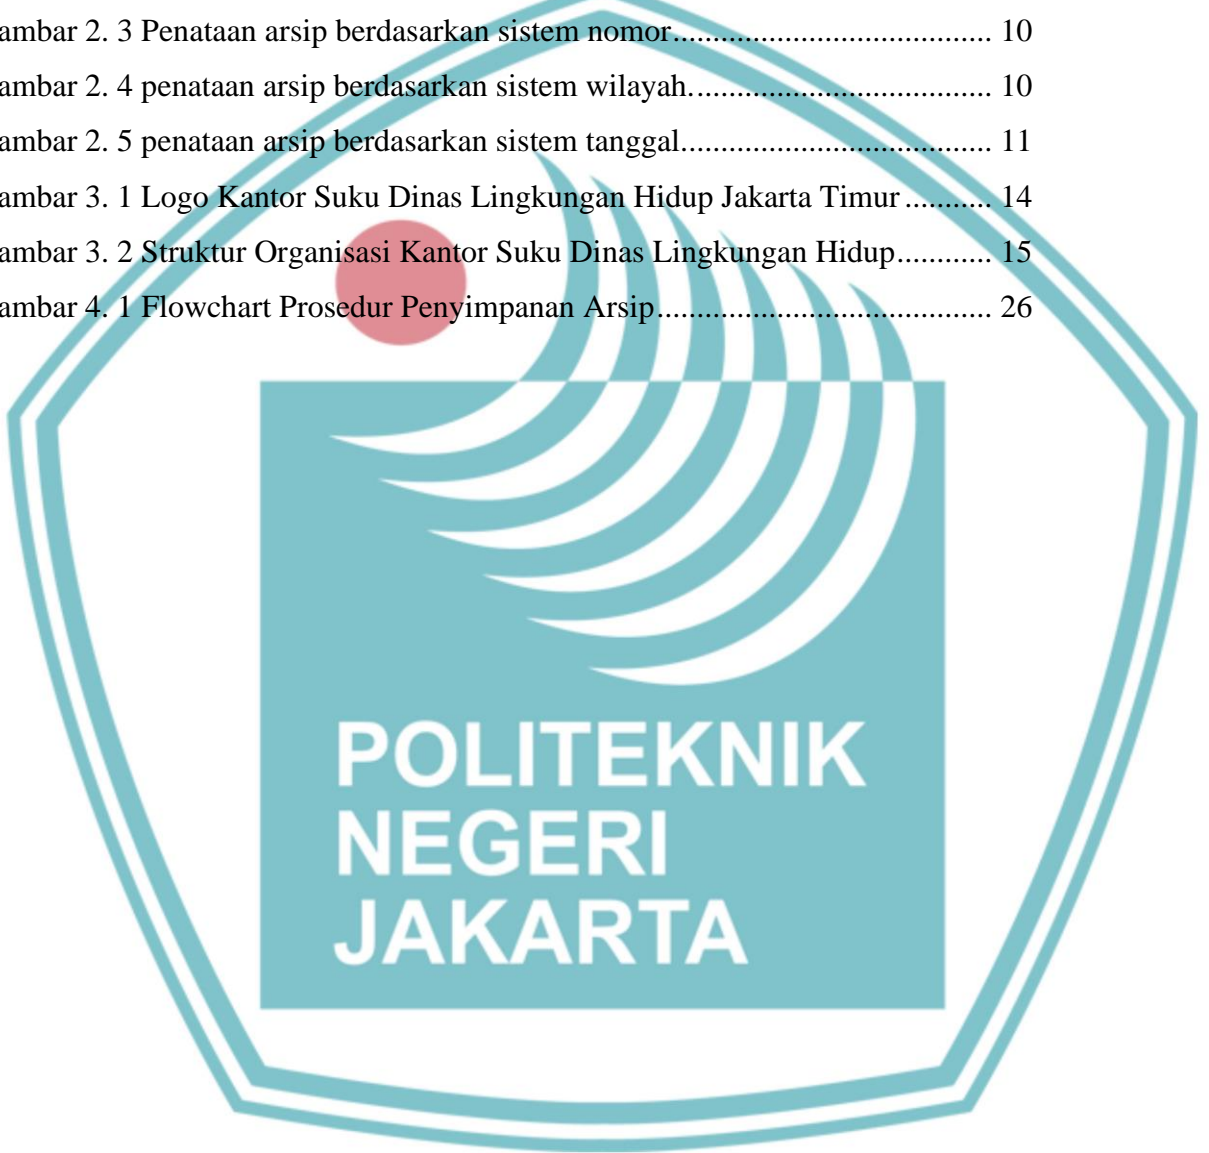 ambar 2. 3 Penataan arsip berdasarkan sistem nomor....................................... 10
ambar 2. 4 penataan arsip berdasarkan sistem wilayah..................................... 10
ambar 2. 5 penataan arsip berdasarkan sistem tanggal...................................... 11
ambar 3. 1 Logo Kantor Suku Dinas Lingkungan Hidup Jakarta Timur ........... 14
ambar 3. 2 Struktur Organisasi Kantor Suku Dinas Lingkungan Hidup............ 15
ambar 4. 1 Flowchart Prosedur Penyimpanan Arsip......................................... 26
POLITEKNIK
NEGERI
JAKARTA